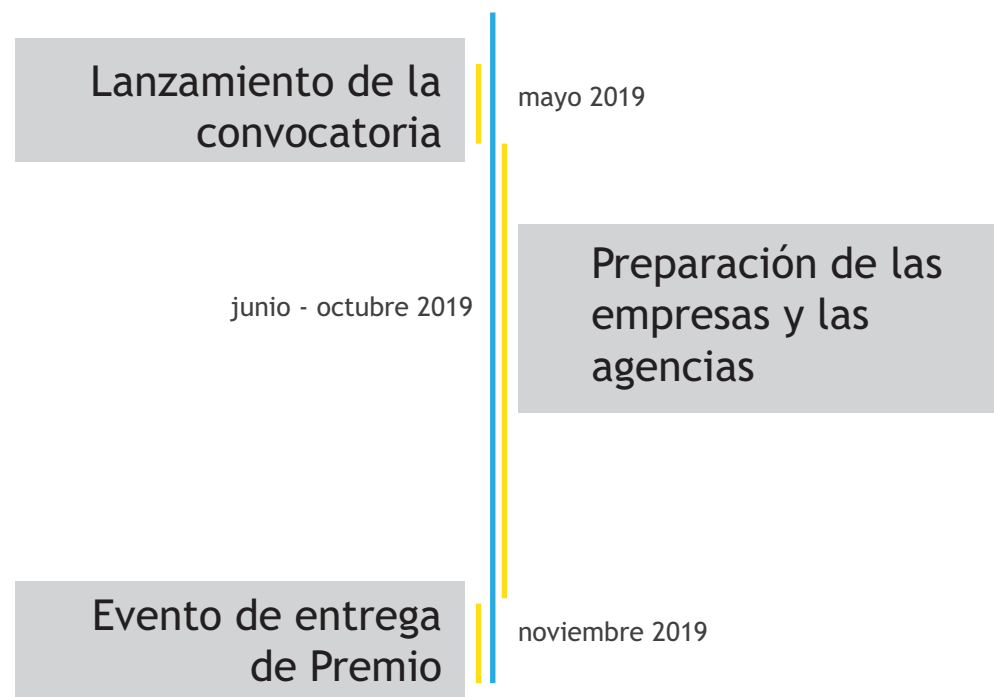 Lanzamiento de la
convocatoria
mayo 2019
junio - octubre 2019
Preparación de las
empresas y las
agencias
Evento de entrega
de Premio
noviembre 2019